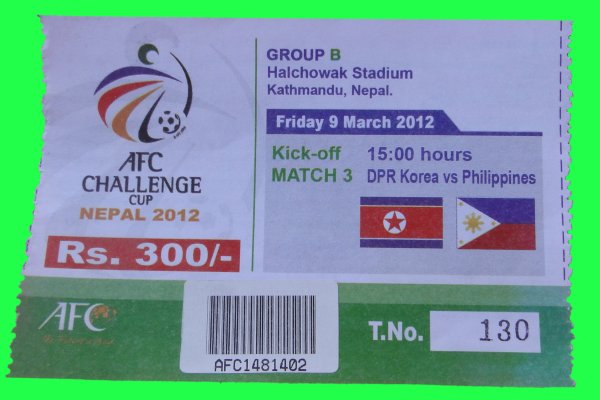 GROUP B
Halchowak Stadium
Kathmandu, Nepal.
Friday 9 March 2012
Kick-off 15:00 hours
MATCH 3 DPR Korea vs Philippines
AFC
CHALLENGE
CUP
NEPAL 2012
Rs. 300/-
AFC
AFC1481402
T.No. 130